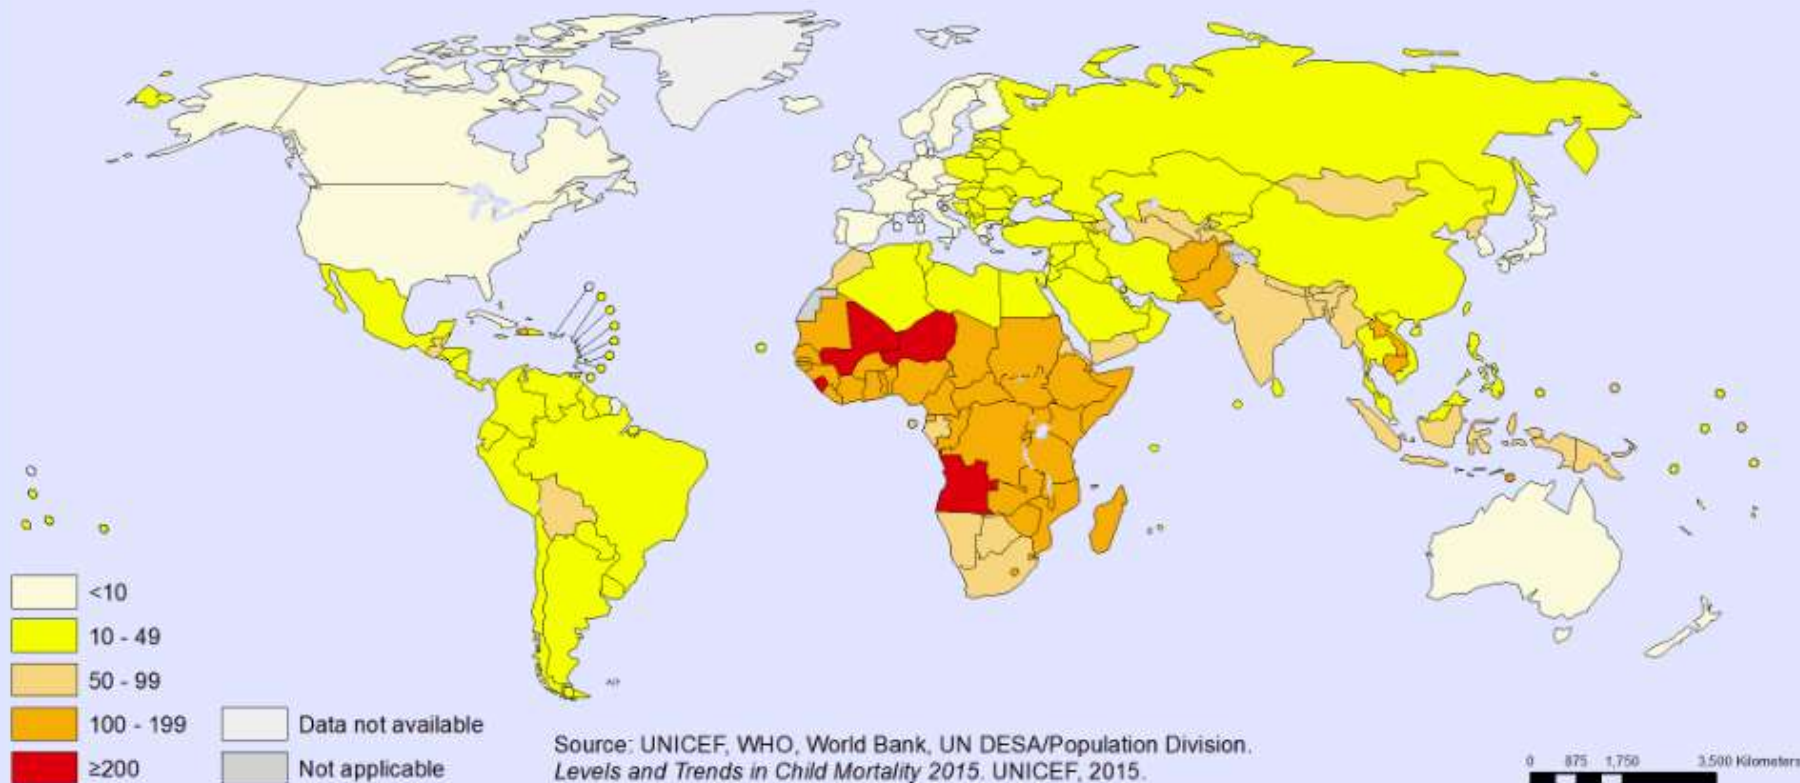 <10
10 - 49
50 - 99
100 - 199
≥200
Data not available
Not applicable
Source: UNICEF, WHO, World Bank, UN DESA/Population Division.
Levels and Trends in Child Mortality 2015. UNICEF, 2015.
0 875 1,750 3,500 Kilometers